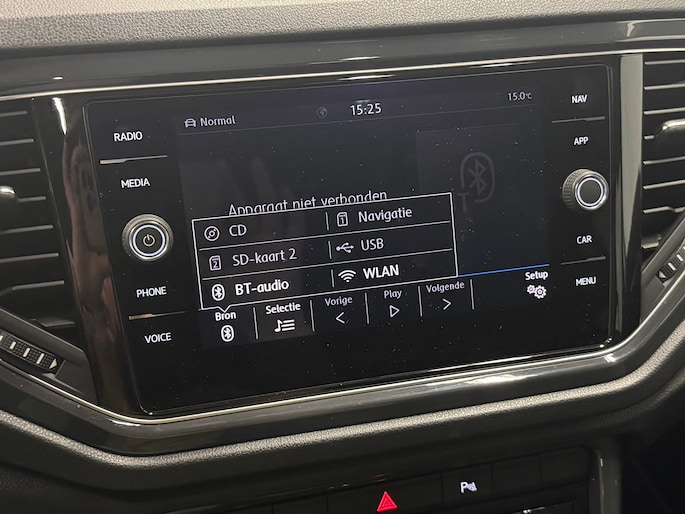 Normal 15:25 15.0°C
RADIO
MEDIA
PHONE
VOICE
NAV
APP
CAR
MENU
Apparaat niet verbonden
CD Navigatie
SD-kaart 2 USB
BT-audio WLAN
Bron Selectie Vorige Play Volgende Setup